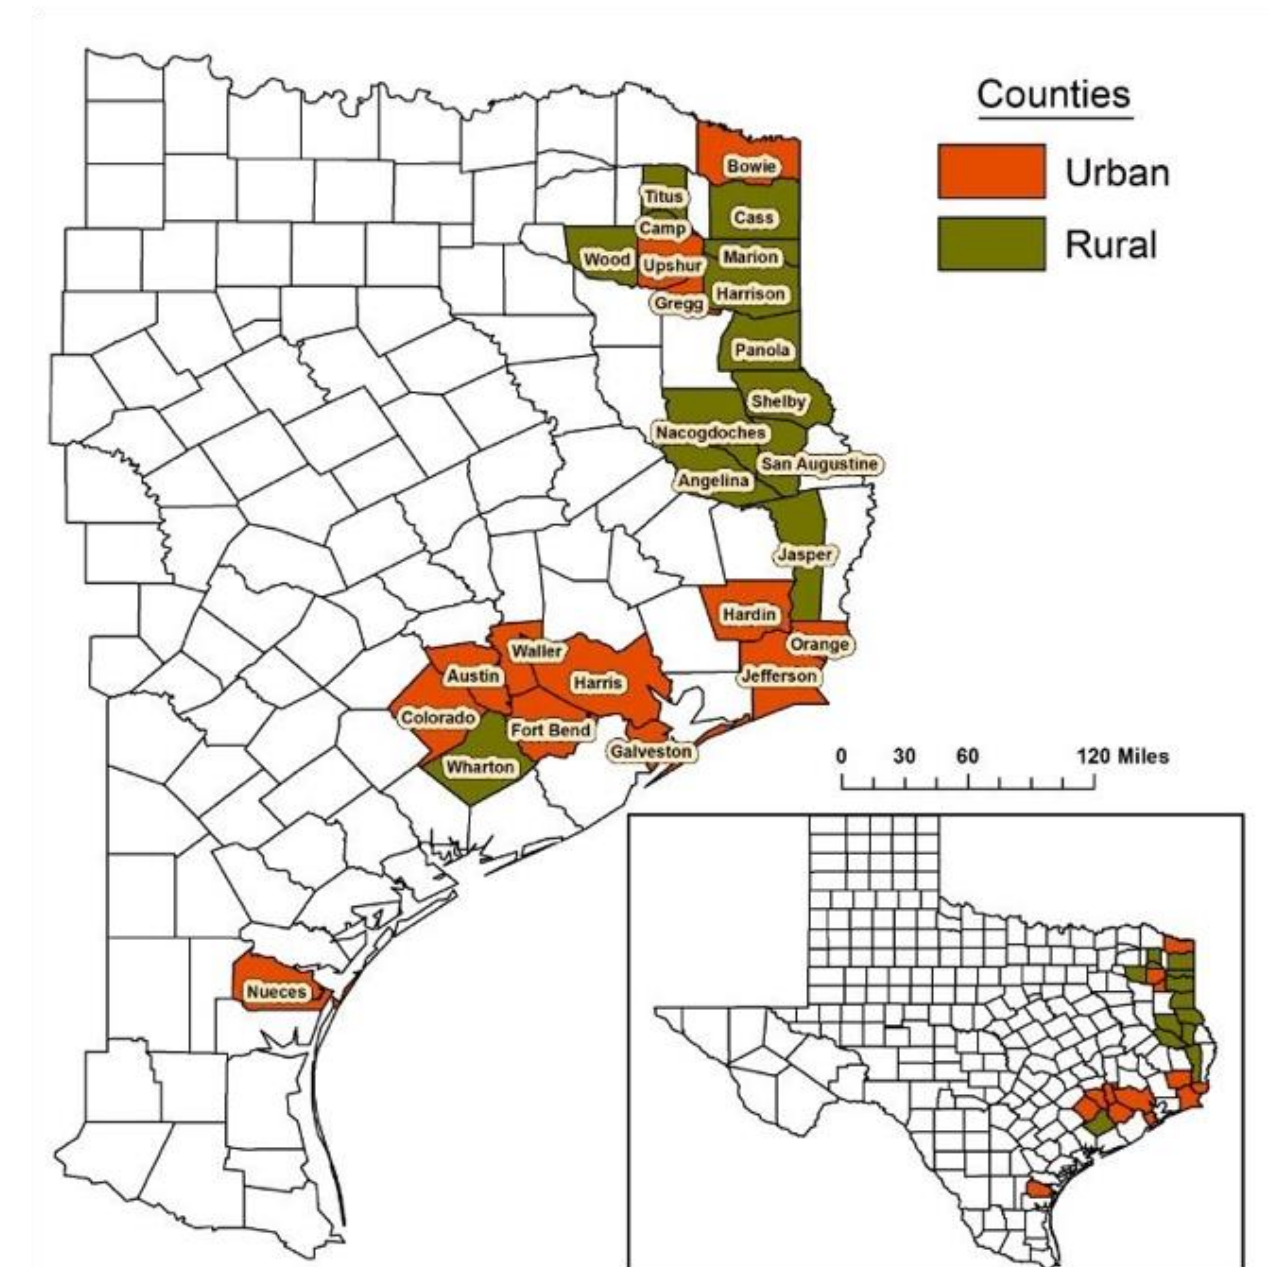 Counties
Urban
Rural
Bowie
Titus
Cass
Camp
Wood
Upshur
Marion
Gregg
Harrison
Panola
Shelby
Nacogdoches
San Augustine
Angelina
Jasper
Hardin
Orange
Waller
Austin
Harris
Jefferson
Colorado
Fort Bend
Galveston
Wharton
0 30 60 120 Miles
Nueces